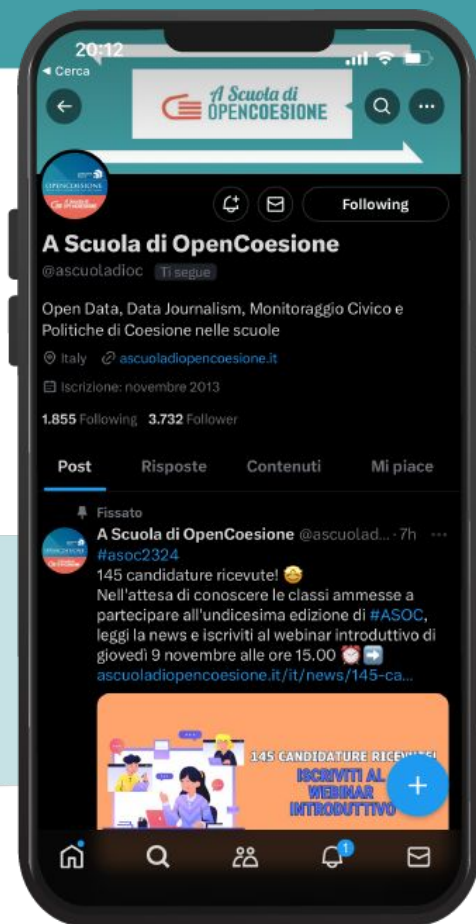 20:12
Cerca
A Scuola di
OPENCOESIONE
OPENCOESIONE
Following
A Scuola di OpenCoesione
@ascuoladioc Ti segue
Open Data, Data Journalism, Monitoraggio Civico e
Politiche di Coesione nelle scuole
Italy ascuoladiopencoesione.it
Iscrizione: novembre 2013
1.855 Following 3.732 Follower
Post Risposte Contenuti Mi piace
Fissato
A Scuola di OpenCoesione @ascuolad... · 7h
#asoc2324
145 candidature ricevute!
Nell'attesa di conoscere le classi ammesse a
partecipare all'undicesima edizione di #ASOC,
leggi la news e iscriviti al webinar introduttivo di
giovedì 9 novembre alle ore 15.00
ascuoladiopencoesione.it/it/news/145-ca...
145 CANDIDATURE RICEVUTE!
ISCRIVITI AL
WEBINAR
INTRODUTTIVO
1